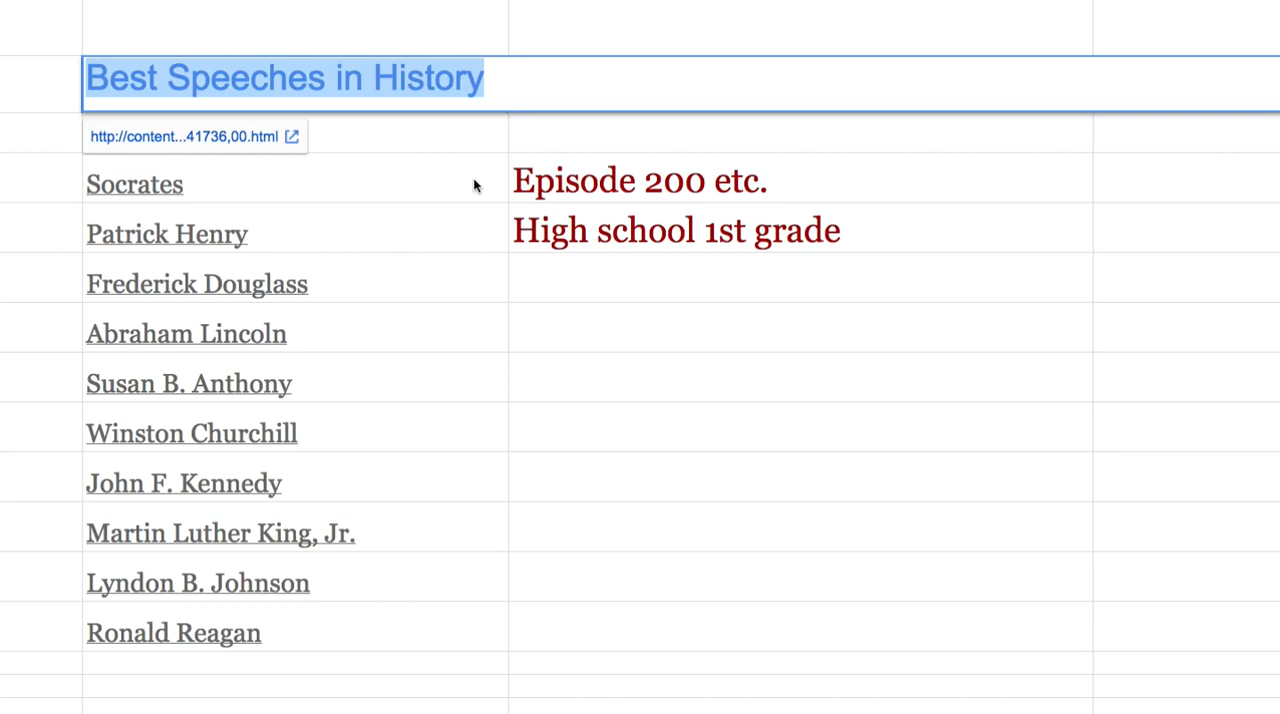 Best Speeches in History
http://content...41736,00.html
Socrates
Episode 200 etc.
Patrick Henry
High school 1st grade
Frederick Douglass
Abraham Lincoln
Susan B. Anthony
Winston Churchill
John F. Kennedy
Martin Luther King, Jr.
Lyndon B. Johnson
Ronald Reagan